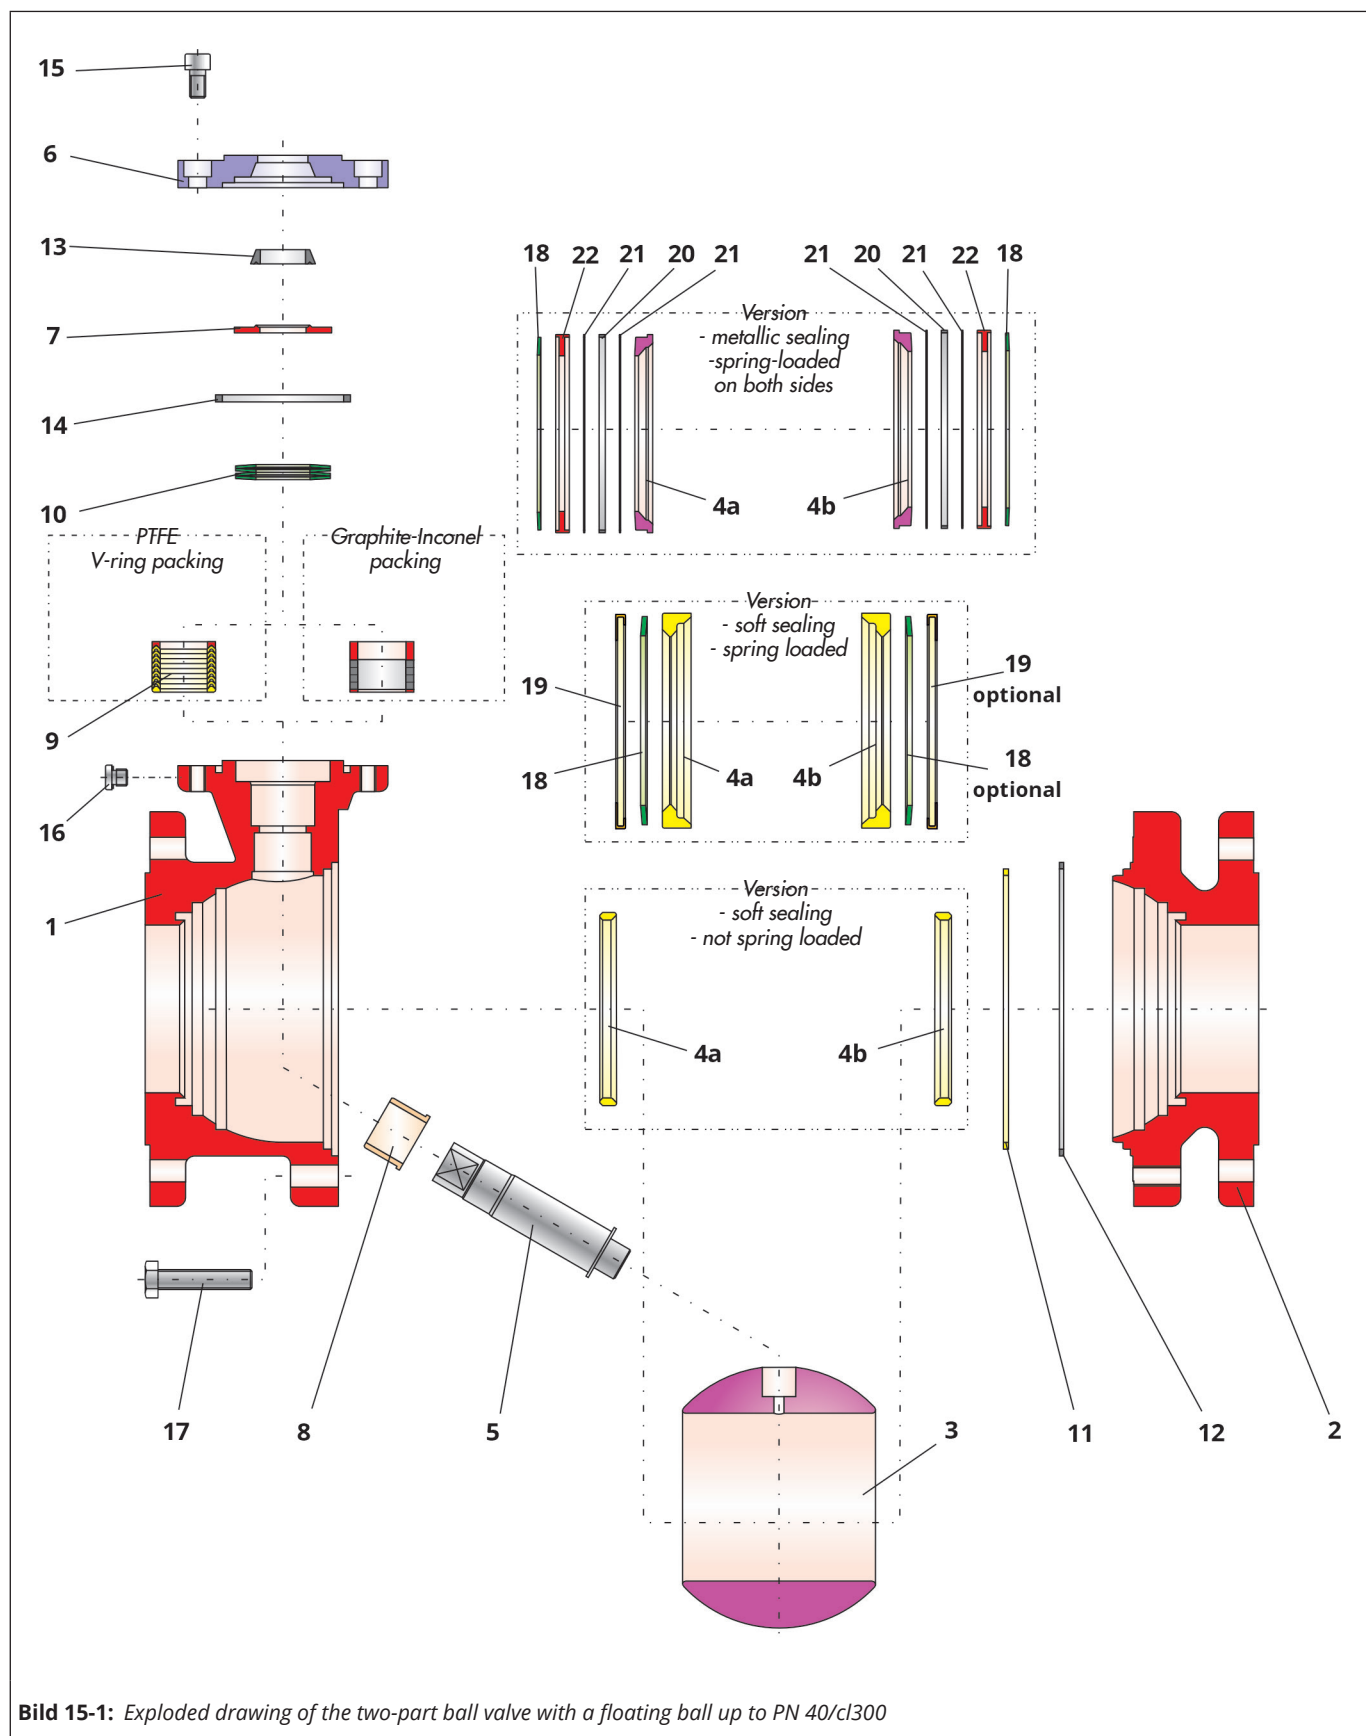 15
6
13
7
14
10
18 22 21 20 21 21 20 21 22 18
Version
- metallic sealing
-spring-loaded
on both sides
4a 4b
PTFE
V-ring packing
Graphite-Inconel
packing
9
16
1
Version
- soft sealing
- spring loaded
19
18
4a 4b
19
optional
18
optional
Version
- soft sealing
- not spring loaded
4a 4b
17 8 5 3 11 12 2
Bild 15-1: Exploded drawing of the two-part ball valve with a floating ball up to PN 40/cl300